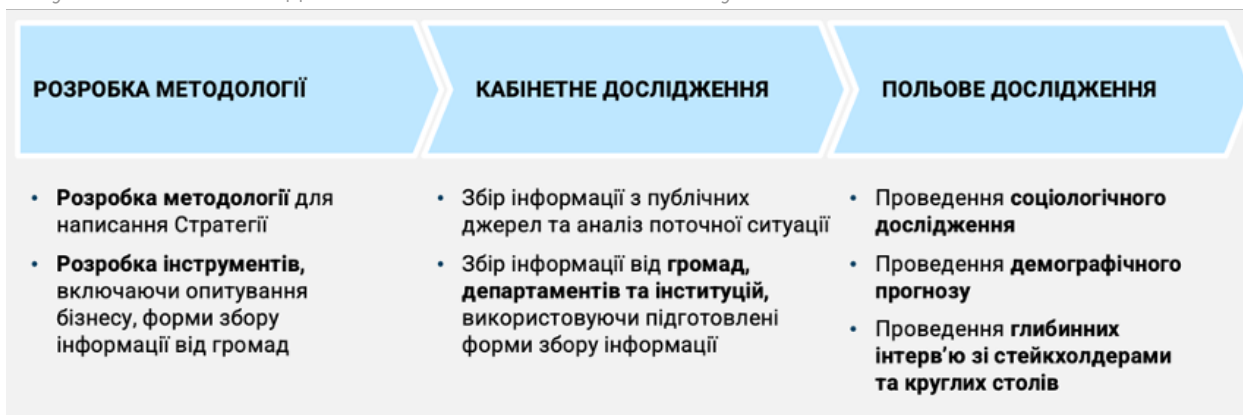 РОЗРОБКА МЕТОДОЛОГІЇ
КАБІНЕТНЕ ДОСЛІДЖЕННЯ
ПОЛЬОВЕ ДОСЛІДЖЕННЯ
• Розробка методології для
написання Стратегії
• Розробка інструментів,
включаючи опитування
бізнесу, форми збору
інформації від громад
• Збір інформації з публічних
джерел та аналіз поточної ситуації
• Збір інформації від громад,
департаментів та інституцій,
використовуючи підготовлені
форми збору інформації
• Проведення соціологічного
дослідження
• Проведення демографічного
прогнозу
• Проведення глибинних
інтерв’ю зі стейкхолдерами
та круглих столів